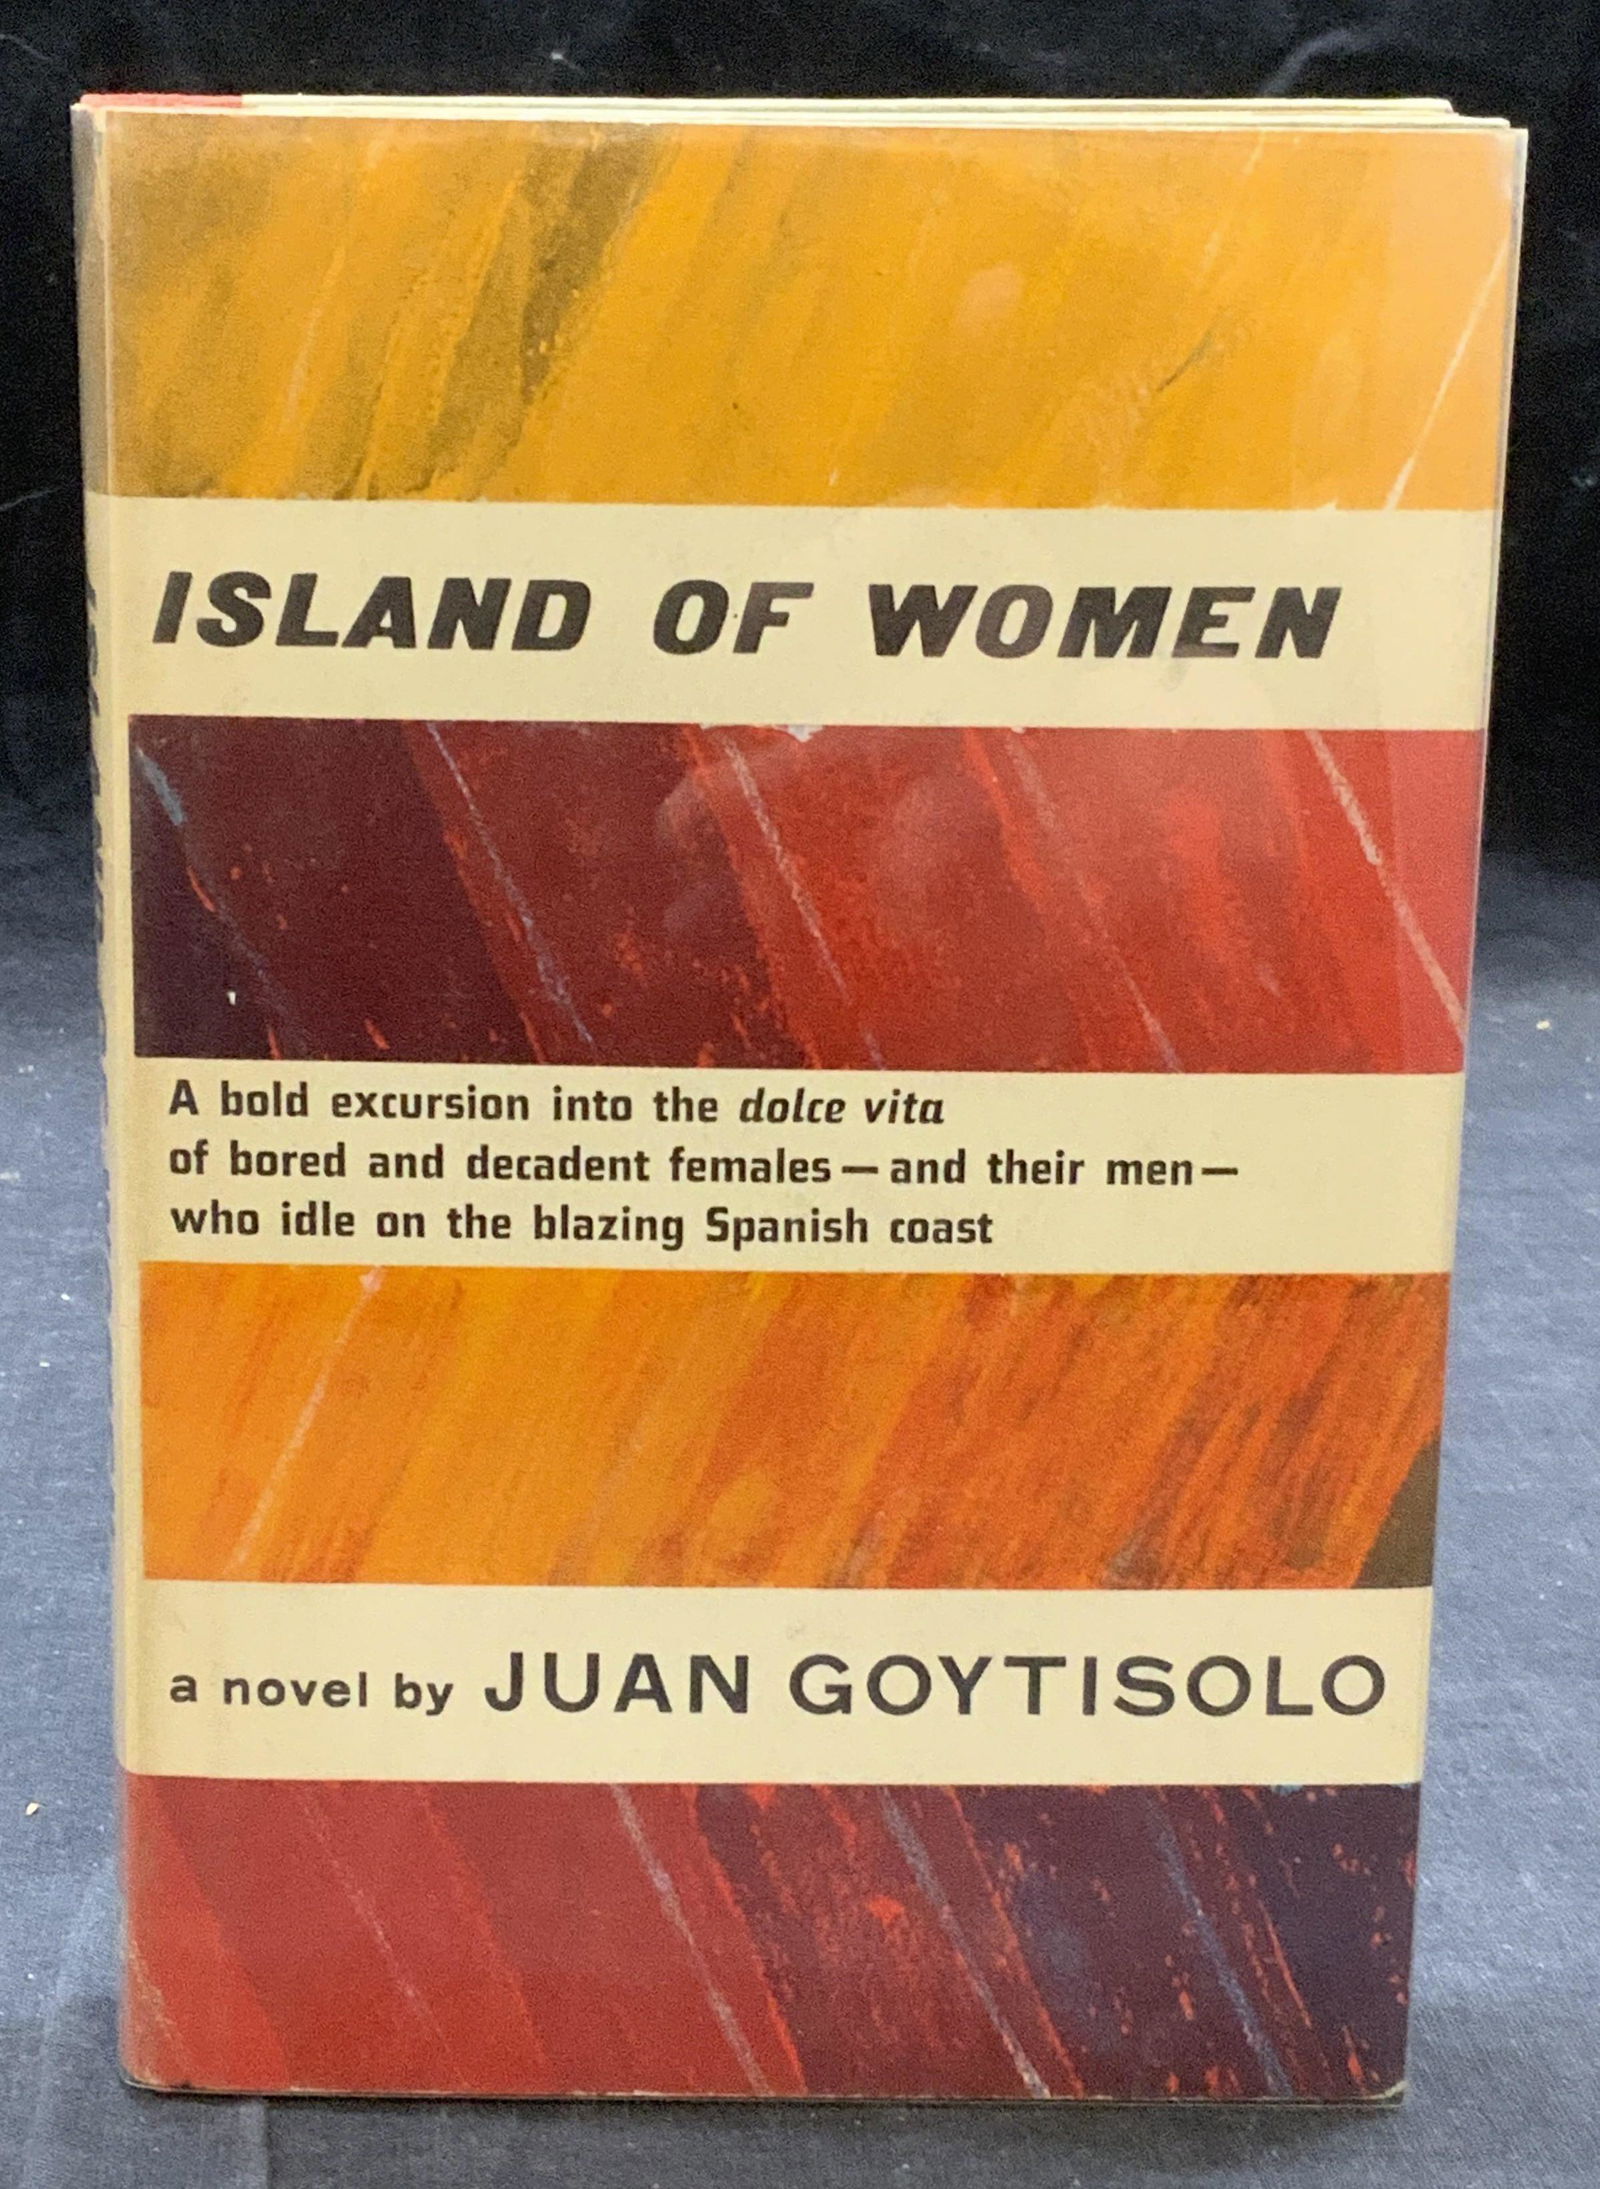 ISLAND OF WOMEN
A bold excursion into the dolce vita
of bored and decadent females — and their men —
who idle on the blazing Spanish coast
a novel by JUAN GOYTISOLO